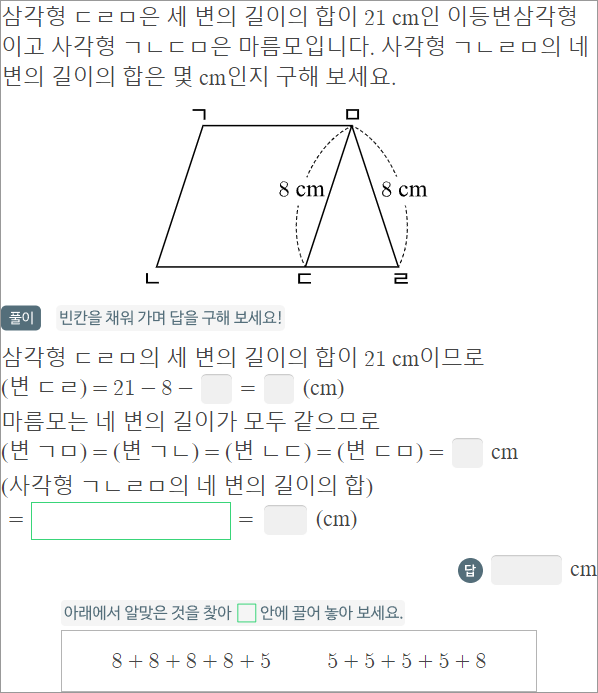 삼각형 ㄷㄹㅁ은 세 변의 길이의 합이 21 cm인 이등변삼각형
이고 사각형 ㄱㄴㄷㅁ은 마름모입니다. 사각형 ㄱㄴㄹㅁ의 네
변의 길이의 합은 몇 cm인지 구해 보세요.
ㄱ ㅁ
8 cm 8 cm
ㄴ ㄷ ㄹ
풀이 빈칸을 채워 가며 답을 구해 보세요!
삼각형 ㄷㄹㅁ의 세 변의 길이의 합이 21 cm이므로
(변 ㄷㄹ) = 21 − 8 − = (cm)
마름모는 네 변의 길이가 모두 같으므로
(변 ㄱㅁ) = (변 ㄱㄴ) = (변 ㄴㄷ) = (변 ㄷㅁ) = cm
(사각형 ㄱㄴㄹㅁ의 네 변의 길이의 합)
= = (cm)
답 cm
아래에서 알맞은 것을 찾아 안에 끌어 놓아 보세요.
8 + 8 + 8 + 8 + 5 5 + 5 + 5 + 5 + 8